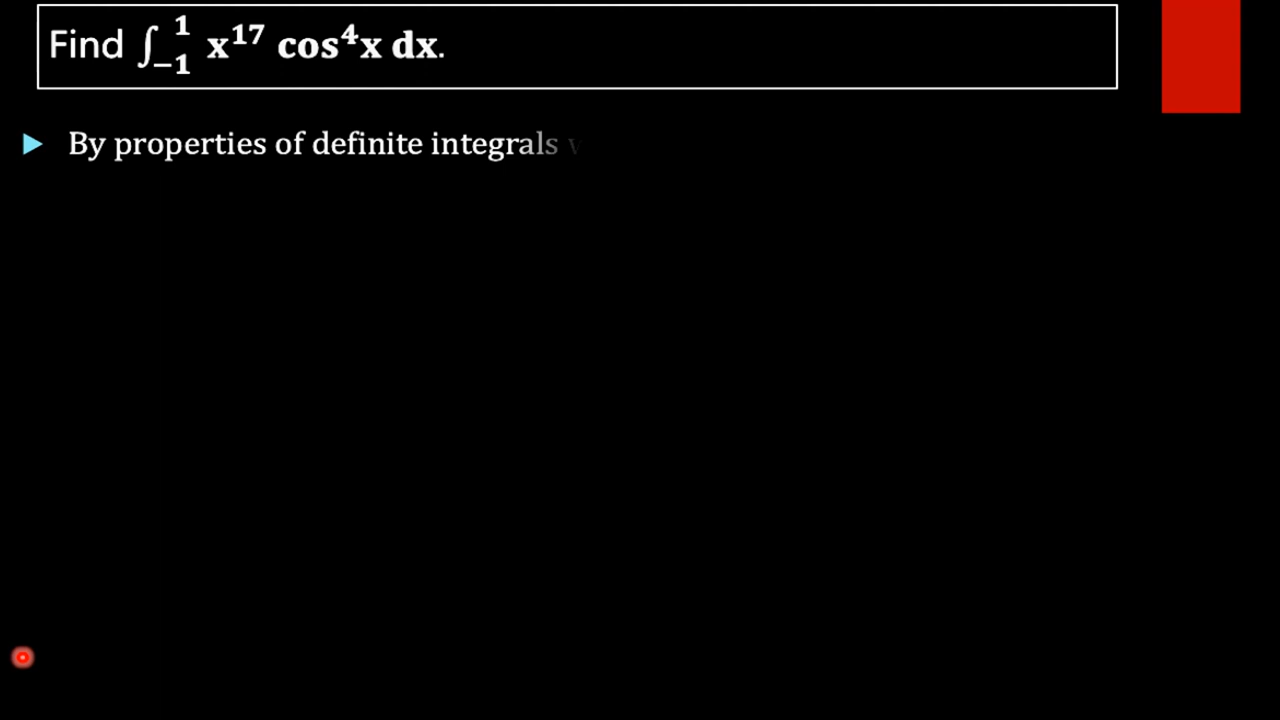 Find ∫₋₁¹ x¹⁷ cos⁴x dx.
By properties of definite integrals